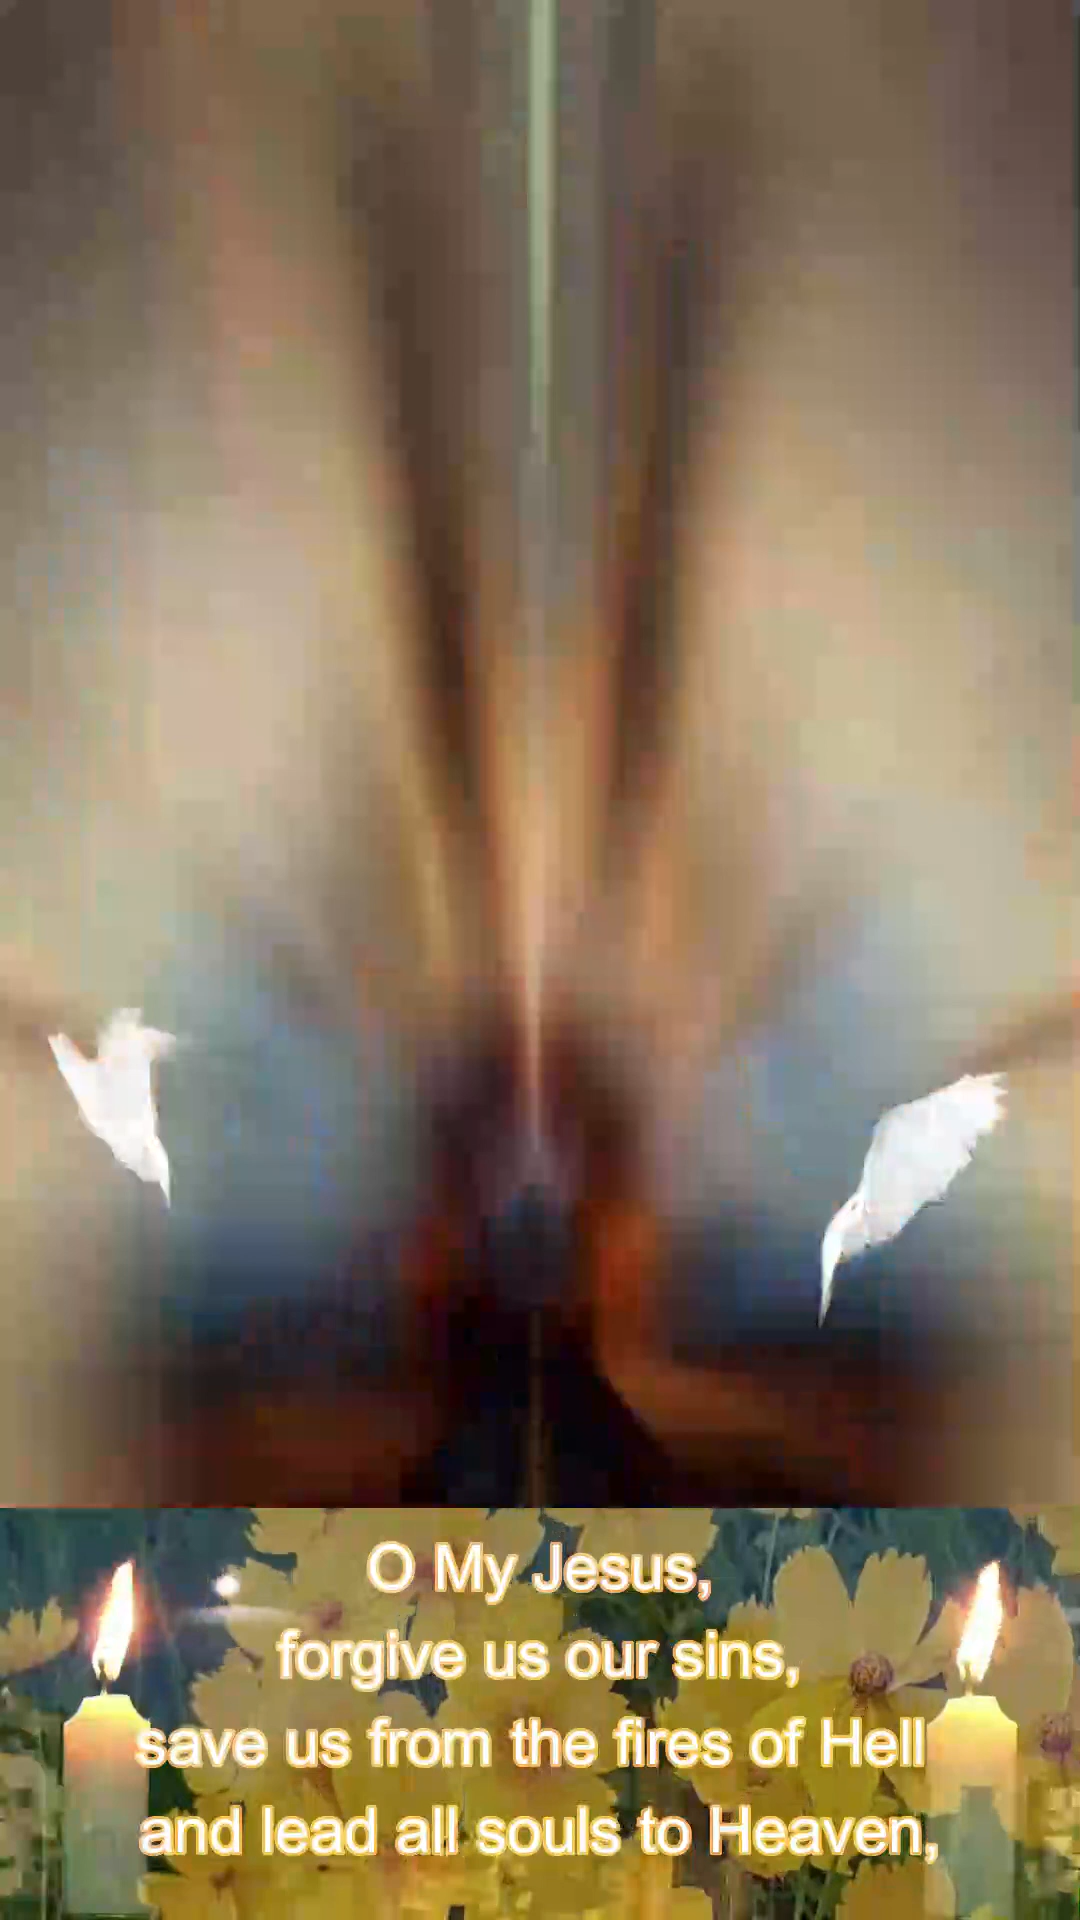 O My Jesus,
forgive us our sins,
save us from the fires of Hell
and lead all souls to Heaven,